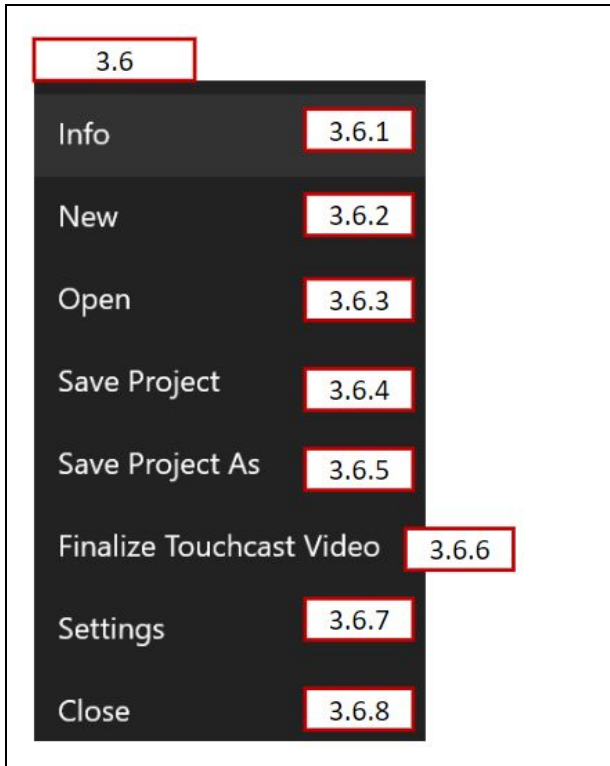 3.6
Info 3.6.1
New 3.6.2
Open 3.6.3
Save Project 3.6.4
Save Project As 3.6.5
Finalize Touchcast Video 3.6.6
Settings 3.6.7
Close 3.6.8